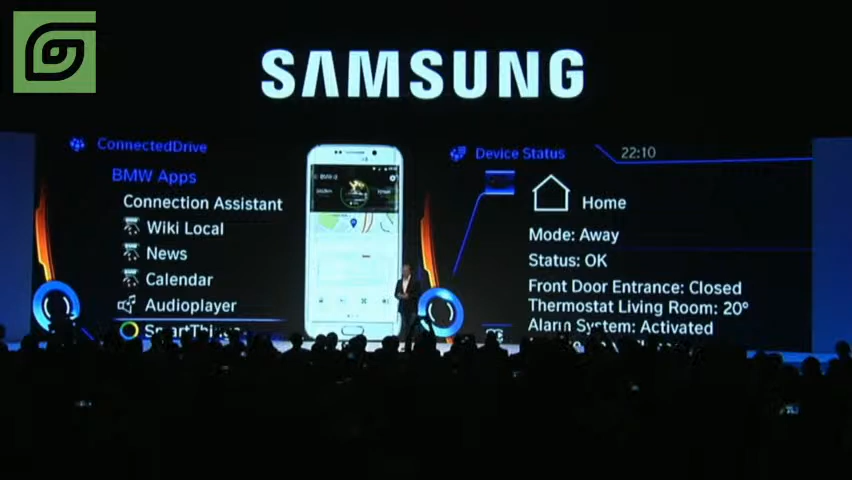 SAMSUNG
ConnectedDrive
BMW Apps
Connection Assistant
Wiki Local
News
Calendar
Audioplayer
SmartThings
Device Status
22:10
Home
Mode: Away
Status: OK
Front Door Entrance: Closed
Thermostat Living Room: 20°
Alarm System: Activated